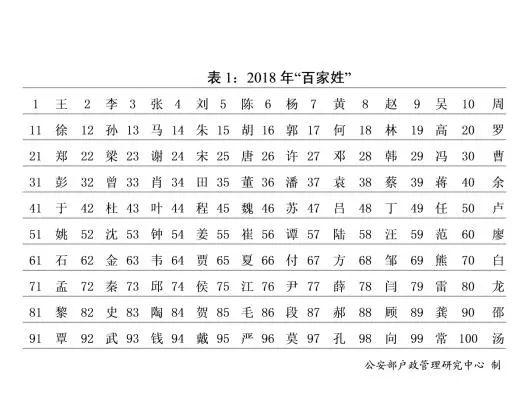 表 1：2018 年“百家姓”
1 王 2 李 3 张 4 刘 5 陈 6 杨 7 黄 8 赵 9 吴 10 周
11 徐 12 孙 13 马 14 朱 15 胡 16 郭 17 何 18 林 19 高 20 罗
21 郑 22 梁 23 谢 24 宋 25 唐 26 许 27 邓 28 韩 29 冯 30 曹
31 彭 32 曾 33 肖 34 田 35 董 36 潘 37 袁 38 蔡 39 蒋 40 余
41 于 42 杜 43 叶 44 程 45 魏 46 苏 47 吕 48 丁 49 任 50 卢
51 姚 52 沈 53 钟 54 姜 55 崔 56 谭 57 陆 58 汪 59 范 60 廖
61 石 62 金 63 韦 64 贾 65 夏 66 付 67 方 68 邹 69 熊 70 白
71 孟 72 秦 73 邱 74 侯 75 江 76 尹 77 薛 78 闫 79 雷 80 龙
81 黎 82 史 83 陶 84 贺 85 毛 86 段 87 郝 88 顾 89 龚 90 邵
91 覃 92 武 93 钱 94 戴 95 严 96 莫 97 孔 98 向 99 常 100 汤
公安部户政管理研究中心 制